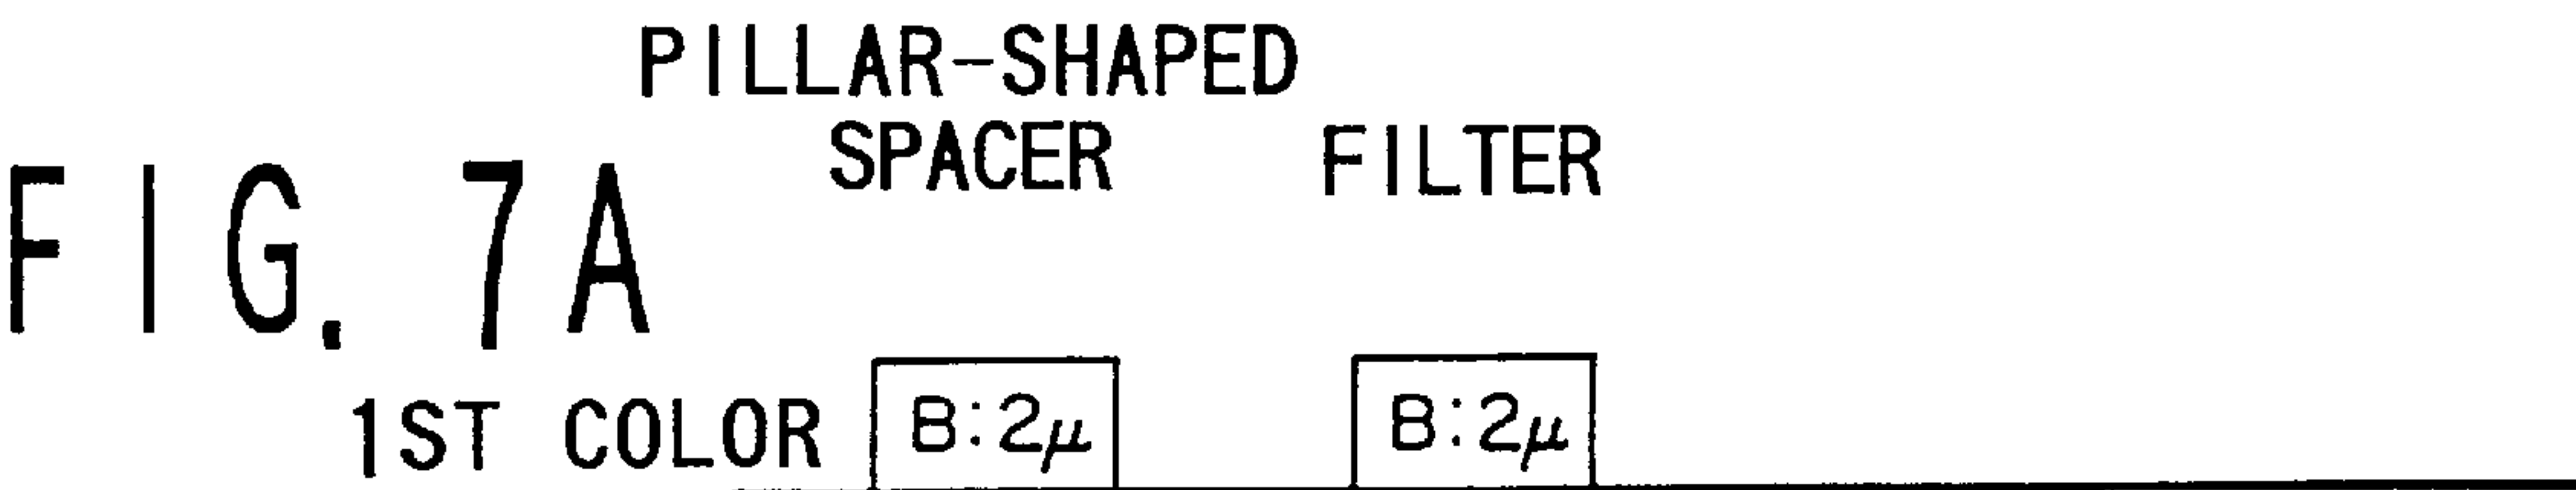 PILLAR-SHAPED
SPACER FILTER
FIG. 7A
1ST COLOR B:2μ B:2μ